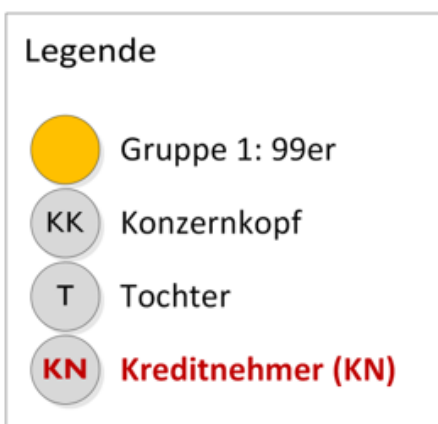 Legende
Gruppe 1: 99er
KK Konzernkopf
T Tochter
KN Kreditnehmer (KN)